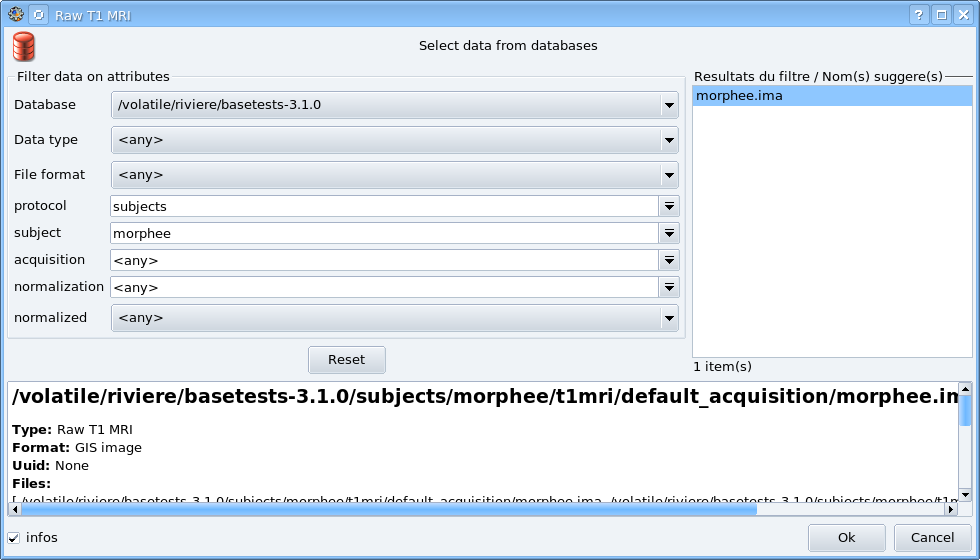 Raw T1 MRI
Select data from databases
Filter data on attributes
Database /volatile/riviere/basetests-3.1.0
Data type <any>
File format <any>
protocol subjects
subject morphee
acquisition <any>
normalization <any>
normalized <any>
Reset
Resultats du filtre / Nom(s) suggere(s)
morphee.ima
1 item(s)
/volatile/riviere/basetests-3.1.0/subjects/morphee/t1mri/default_acquisition/morphee.im
Type: Raw T1 MRI
Format: GIS image
Uuid: None
Files:
[ /volatile/riviere/basetests-3.1.0/subjects/morphee/t1mri/default_acquisition/morphee.ima, /volatile/riviere/basetests-3.1.0/subjects/morphee/t1m
infos
Ok
Cancel